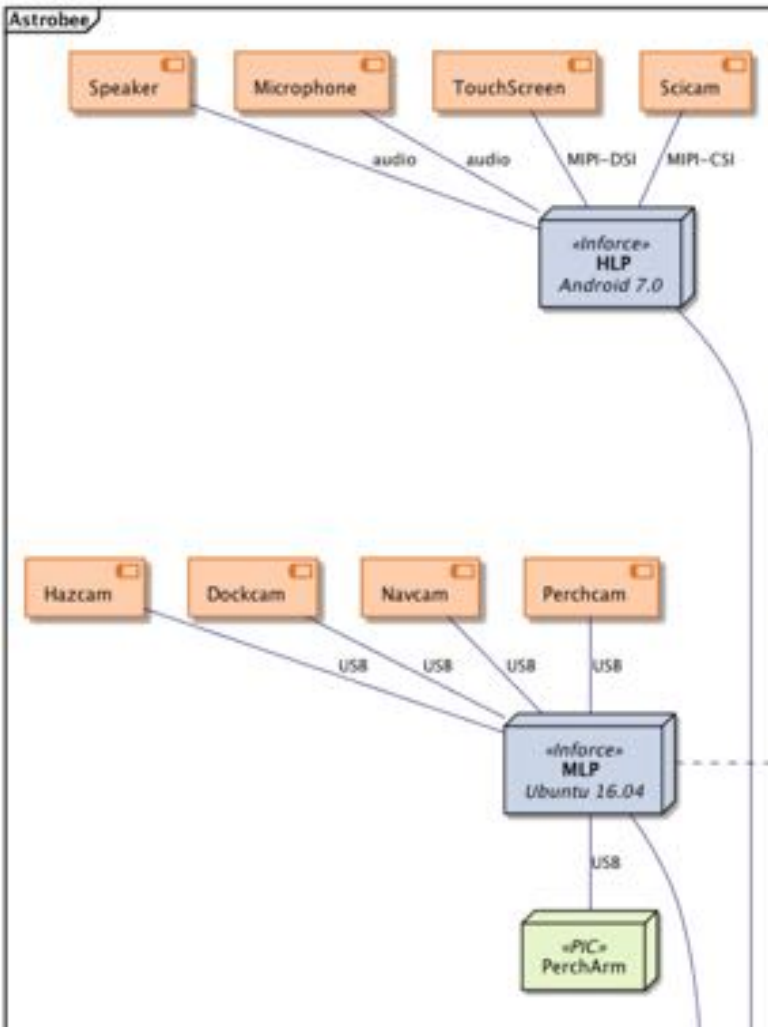 Astrobee
Speaker
Microphone
TouchScreen
Scicam
audio
audio
MIPI-DSI
MIPI-CSI
«Inforce»
HLP
Android 7.0
Hazcam
Dockcam
Navcam
Perchcam
USB
USB
USB
USB
«Inforce»
MLP
Ubuntu 16.04
USB
«PIC»
PerchArm